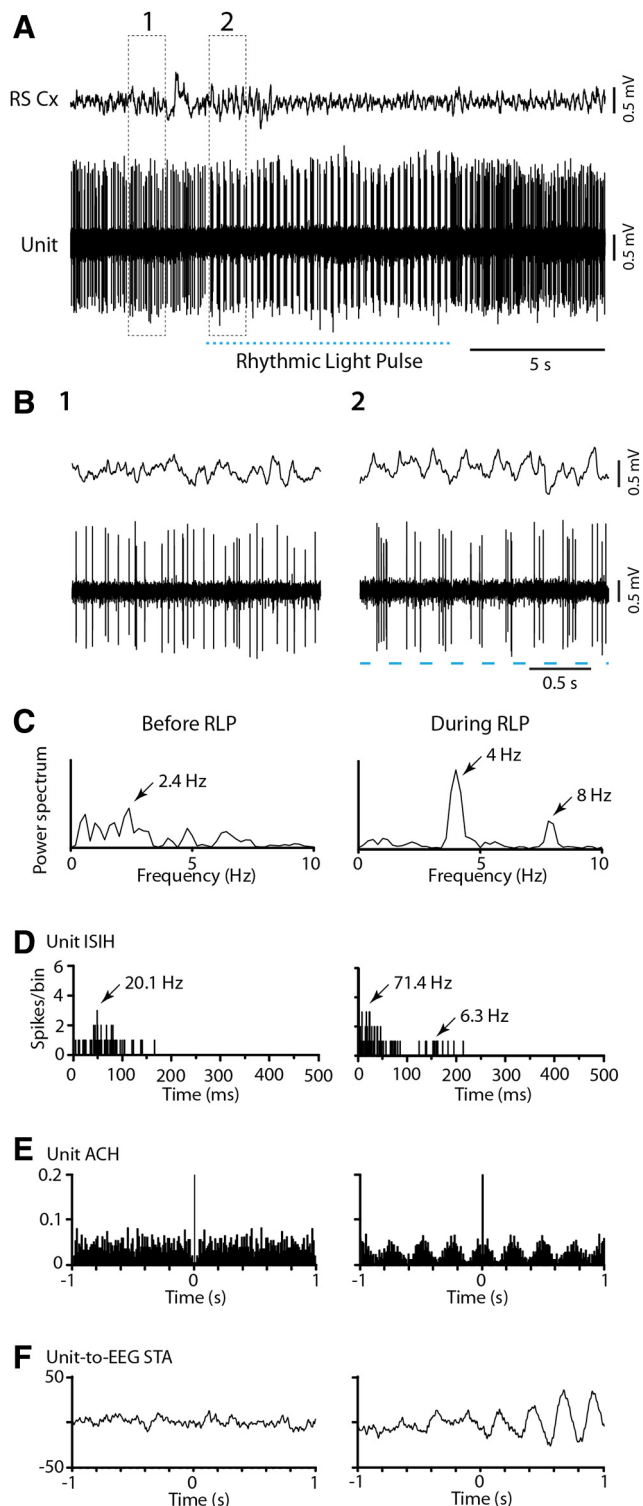 A
1 2
RS Cx
0.5 mV
Unit
0.5 mV
Rhythmic Light Pulse
5 s
B 1 2
0.5 mV
0.5 mV
0.5 s
C
Before RLP During RLP
Power spectrum
2.4 Hz
4 Hz
8 Hz
0 5 10 0 5 10
Frequency (Hz) Frequency (Hz)
D Unit ISIH
Spikes/bin
6
4
2
0
20.1 Hz
71.4 Hz
6.3 Hz
0 100 200 300 400 500 0 100 200 300 400 500
Time (ms) Time (ms)
E Unit ACH
0.2
0.1
0
-1 0 1 -1 0 1
Time (s) Time (s)
F Unit-to-EEG STA
50
-50
-1 0 1 -1 0 1
Time (s) Time (s)